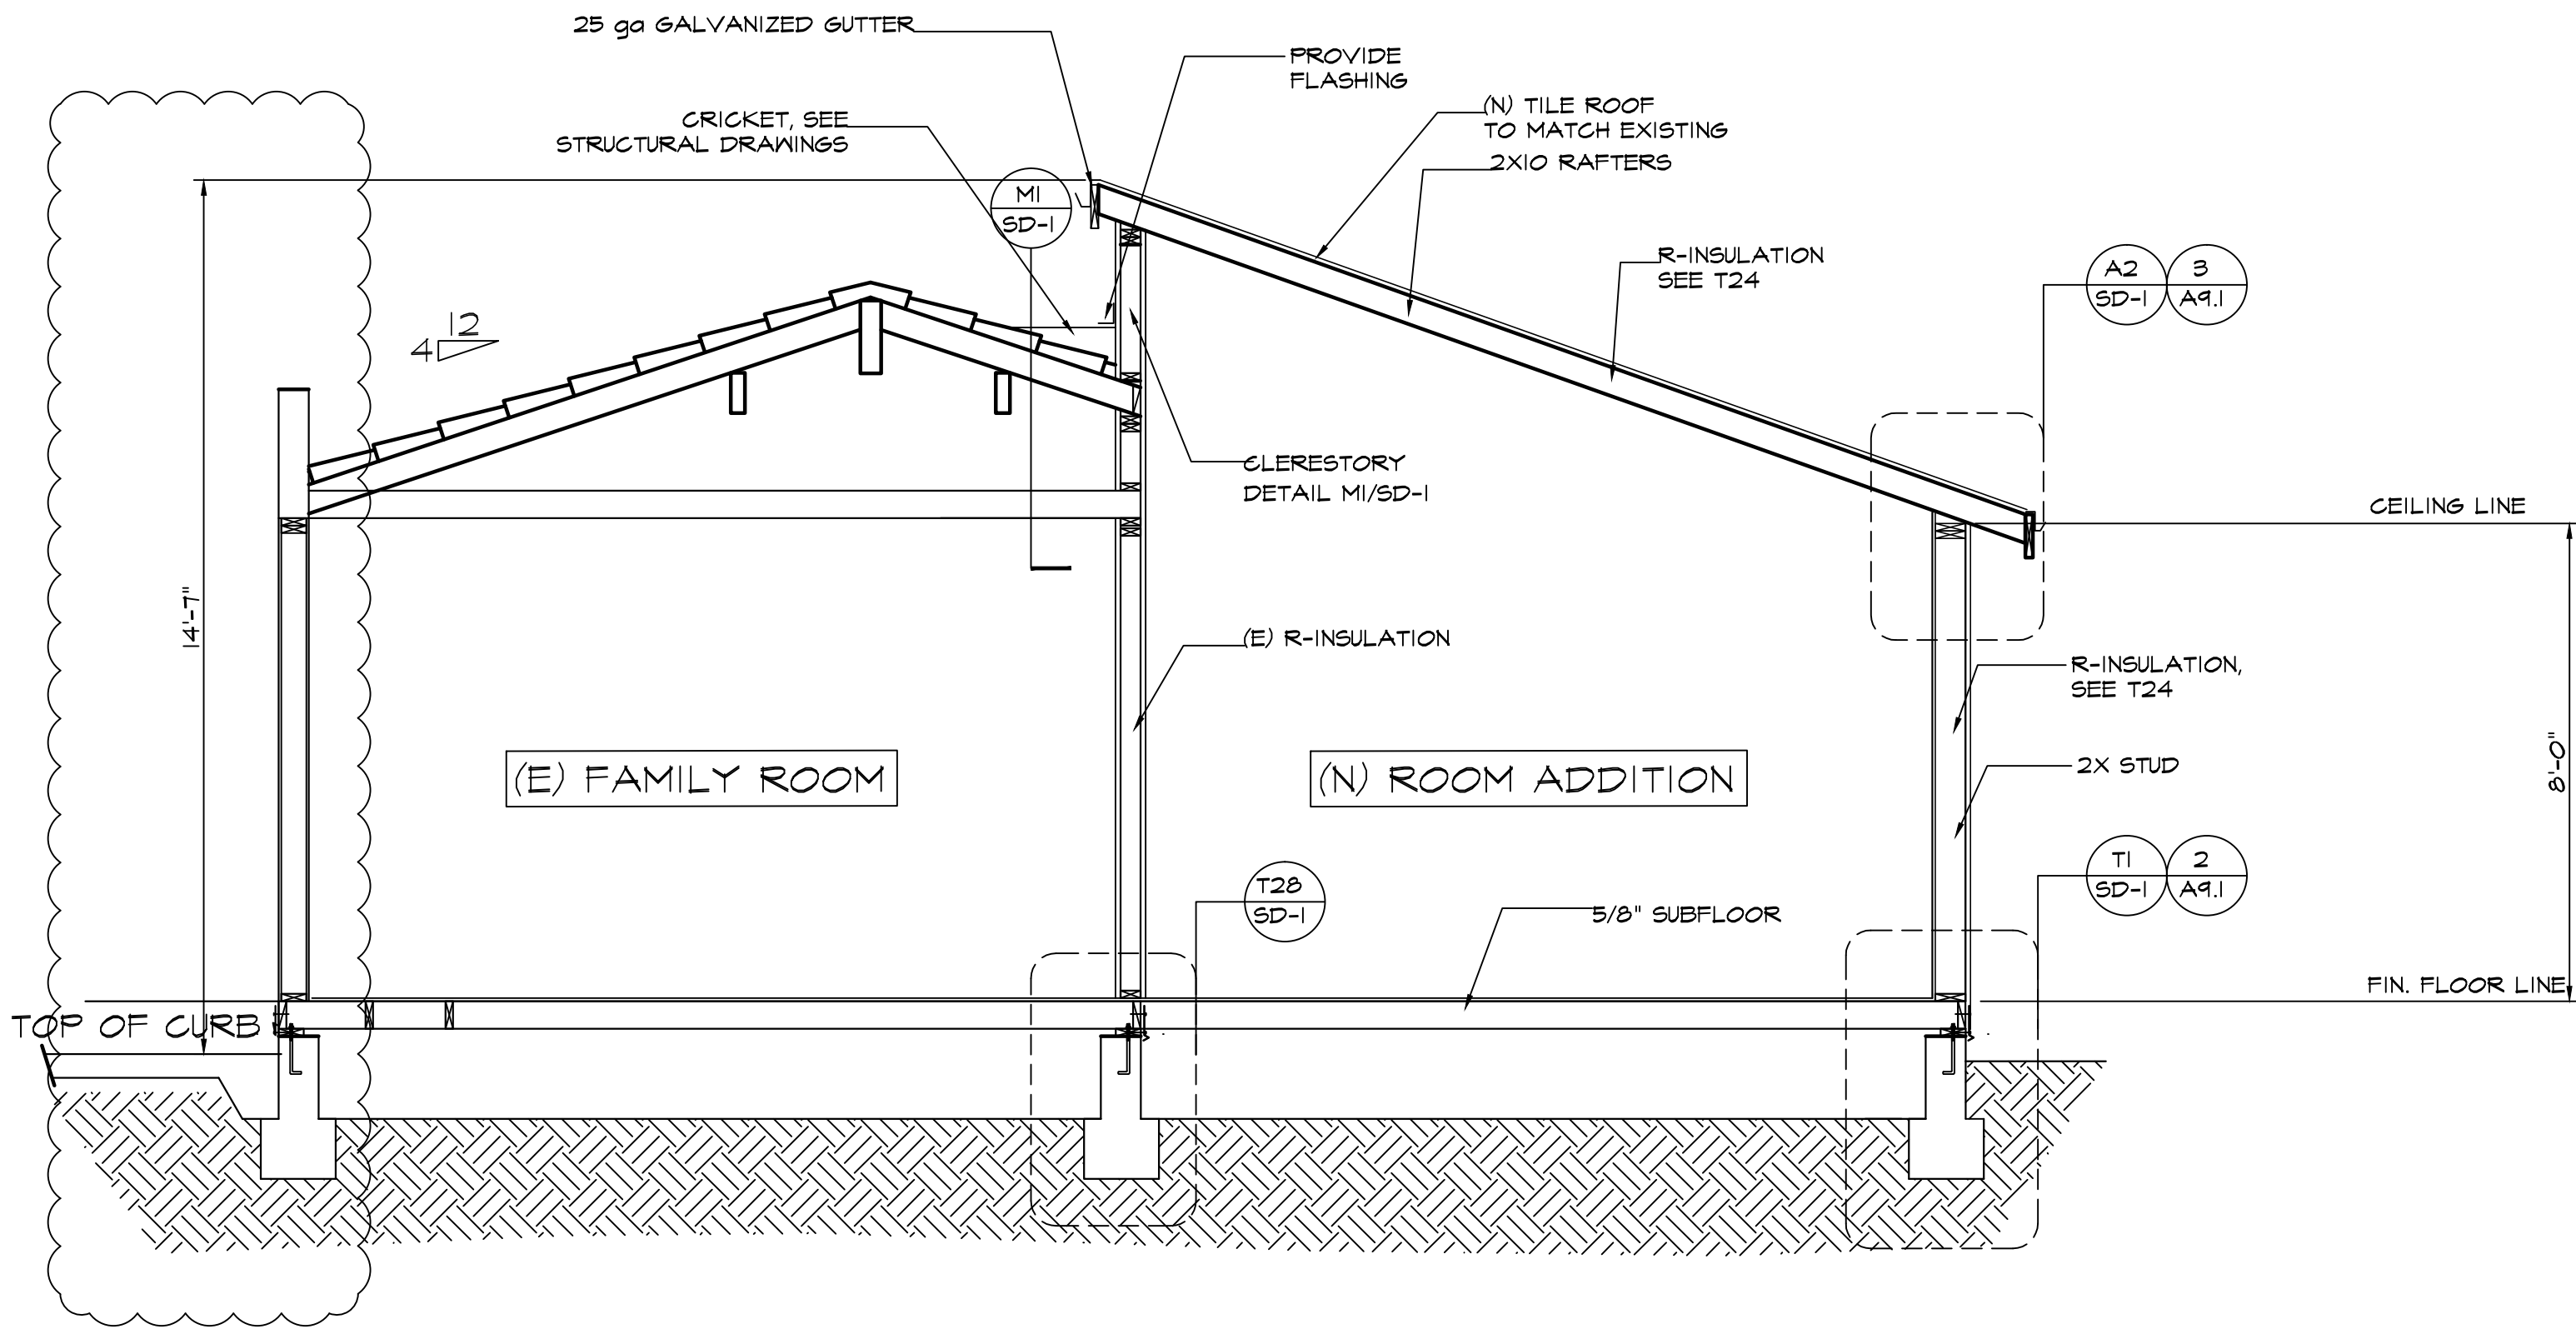 25 ga GALVANIZED GUTTER
PROVIDE
FLASHING
CRICKET, SEE
STRUCTURAL DRAWINGS
(N) TILE ROOF
TO MATCH EXISTING
2X10 RAFTERS
M1
SD-1
R-INSULATION
SEE T24
A2
SD-1
3
A9.1
12
4
CLERESTORY
DETAIL M1/SD-1
CEILING LINE
14'-7"
(E) R-INSULATION
R-INSULATION,
SEE T24
(E) FAMILY ROOM
(N) ROOM ADDITION
2X STUD
8'-0"
T28
SD-1
5/8" SUBFLOOR
T1
SD-1
2
A9.1
FIN. FLOOR LINE
TOP OF CURB